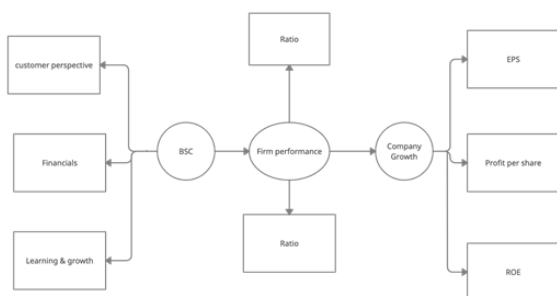 Ratio
customer perspective
EPS
Financials
BSC
Firm performance
Company
Growth
Profit per share
Learning & growth
Ratio
ROE